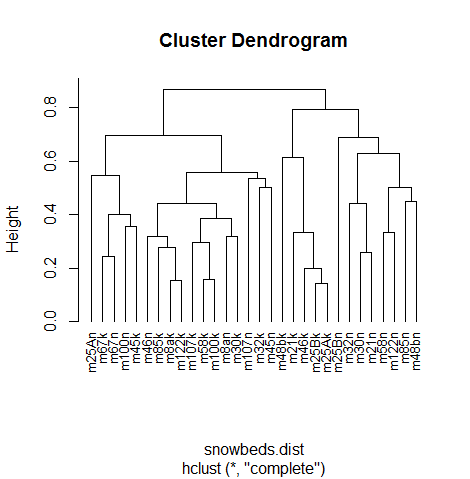 Cluster Dendrogram
Height
0.0
0.2
0.4
0.6
0.8
m25An
m67k
m67n
m100n
m45k
m46n
m85k
m8ak
m122k
m107k
m58k
m100k
m8an
m30k
m107n
m32k
m45n
m48bk
m21k
m46k
m25Bk
m25Ak
m25Bn
m32n
m30n
m21n
m58n
m122n
m85n
m48bn
snowbeds.dist
hclust (*, "complete")